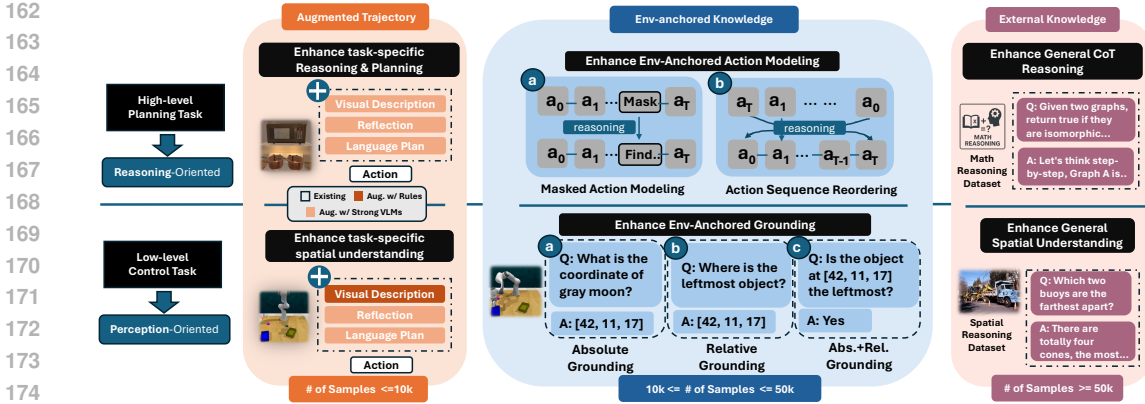 162
163
164
165
166
167
168
169
170
171
172
173
174
High-level
Planning Task
Reasoning-Oriented
Low-level
Control Task
Perception-Oriented
Augmented Trajectory
Enhance task-specific
Reasoning & Planning
Visual Description
Reflection
Language Plan
Action
Existing
Aug. w/ Rules
Aug. w/ Strong VLMs
Enhance task-specific
spatial understanding
Visual Description
Reflection
Language Plan
Action
# of Samples <=10k
Env-anchored Knowledge
Enhance Env-Anchored Action Modeling
a
a0 a1 ... Mask aT
reasoning
a0 a1 ... Find.. aT
Masked Action Modeling
b
aT a1 ... ... a0
reasoning
a0 a1 ... aT-1 aT
Action Sequence Reordering
Enhance Env-Anchored Grounding
a
Q: What is the
coordinate of
gray moon?
A: [42, 11, 17]
Absolute
Grounding
b
Q: Where is the
leftmost object?
A: [42, 11, 17]
Relative
Grounding
c
Q: Is the object
at [42, 11, 17]
the leftmost?
A: Yes
Abs.+Rel.
Grounding
10k <= # of Samples <= 50k
External Knowledge
Enhance General CoT
Reasoning
MATH
REASONING
Math
Reasoning
Dataset
Q: Given two graphs,
return true if they
are isomorphic...
A: Let's think step-
by-step, Graph A is..
Enhance General
Spatial Understanding
Spatial
Reasoning
Dataset
Q: Which two
buoys are the
farthest apart?
A: There are
totally four
cones, the most...
# of Samples >= 50k